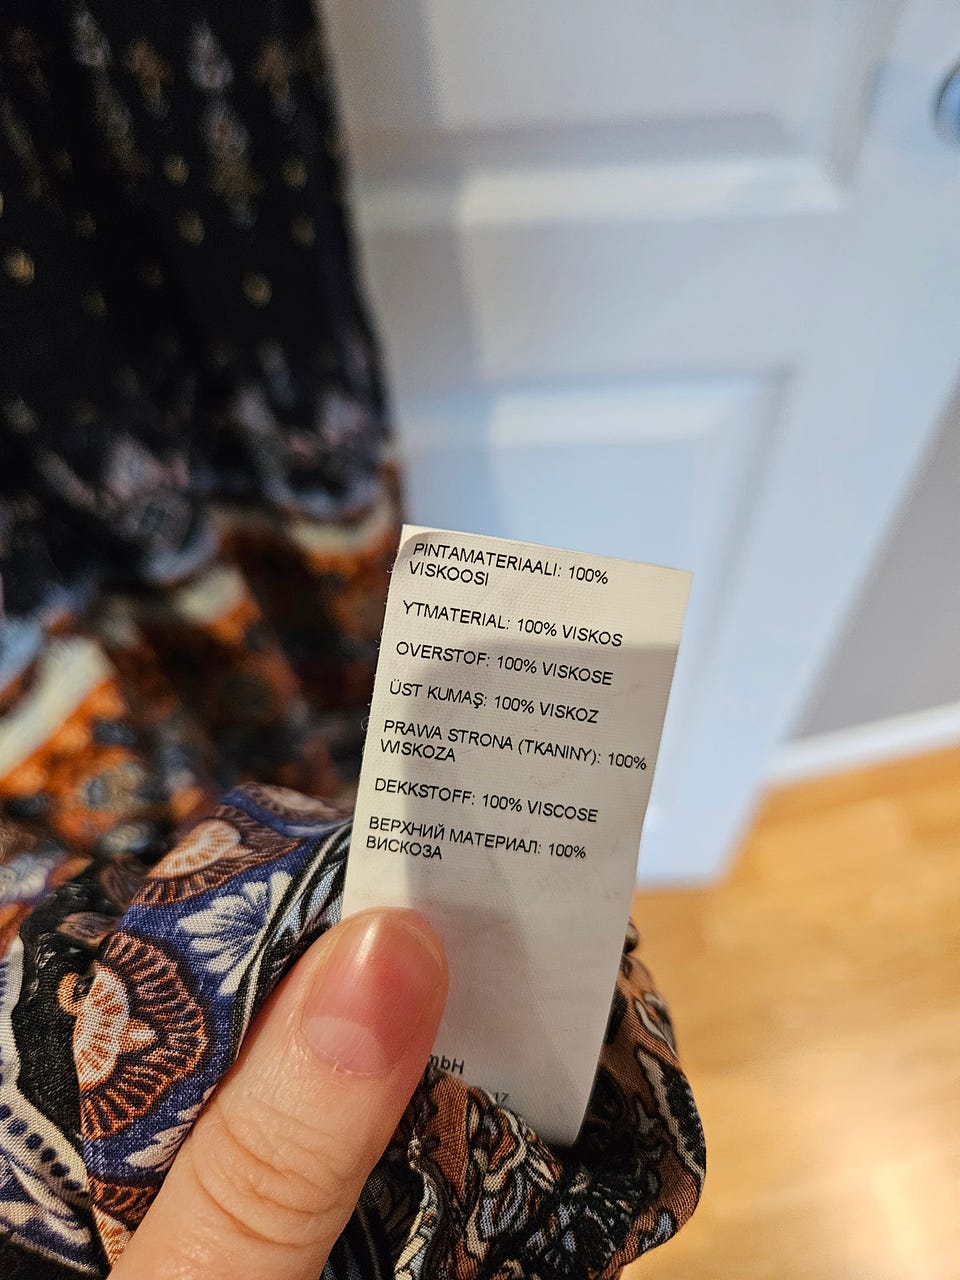 PINTAMATERIAALI: 100%
VISKOOSI
YTMATERIAL: 100% VISKOS
OVERSTOF: 100% VISKOSE
ÜST KUMAŞ: 100% VISKOZ
PRAWA STRONA (TKANINY): 100%
WISKOZA
DEKKSTOFF: 100% VISCOSE
ВЕРХНИЙ МАТЕРИАЛ: 100%
ВИСКОЗА